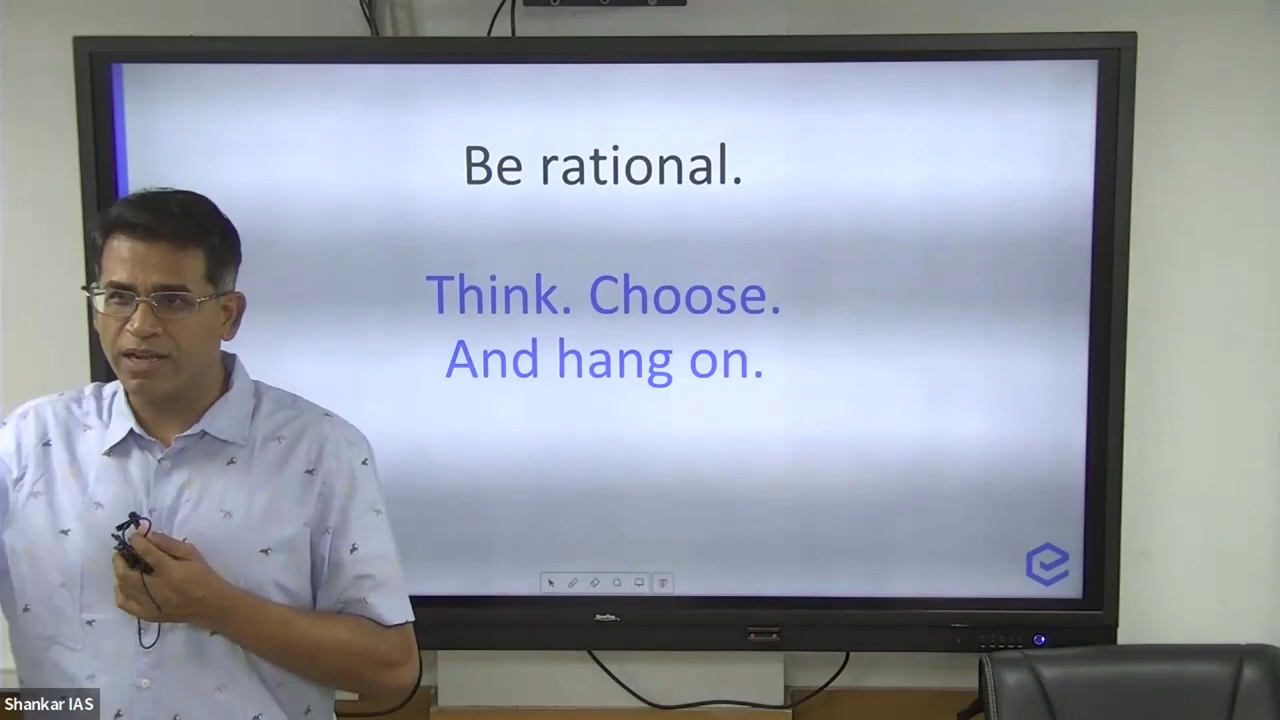 Be rational.
Think. Choose.
And hang on.
Shankar IAS